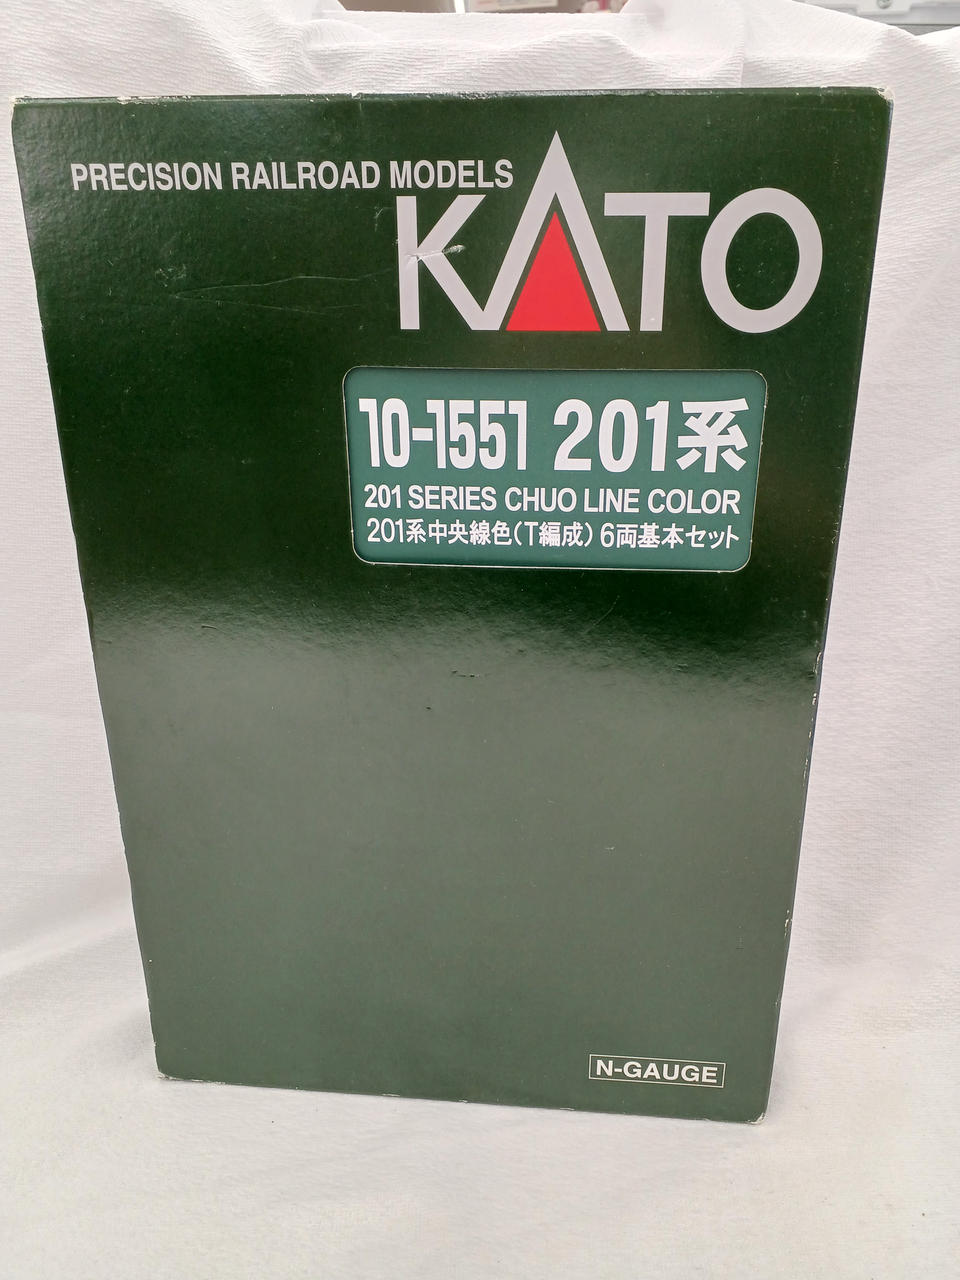 PRECISION RAILROAD MODELS
KATO
10-1551 201系
201 SERIES CHUO LINE COLOR
201系中央線色(T編成) 6両基本セット
N-GAUGE